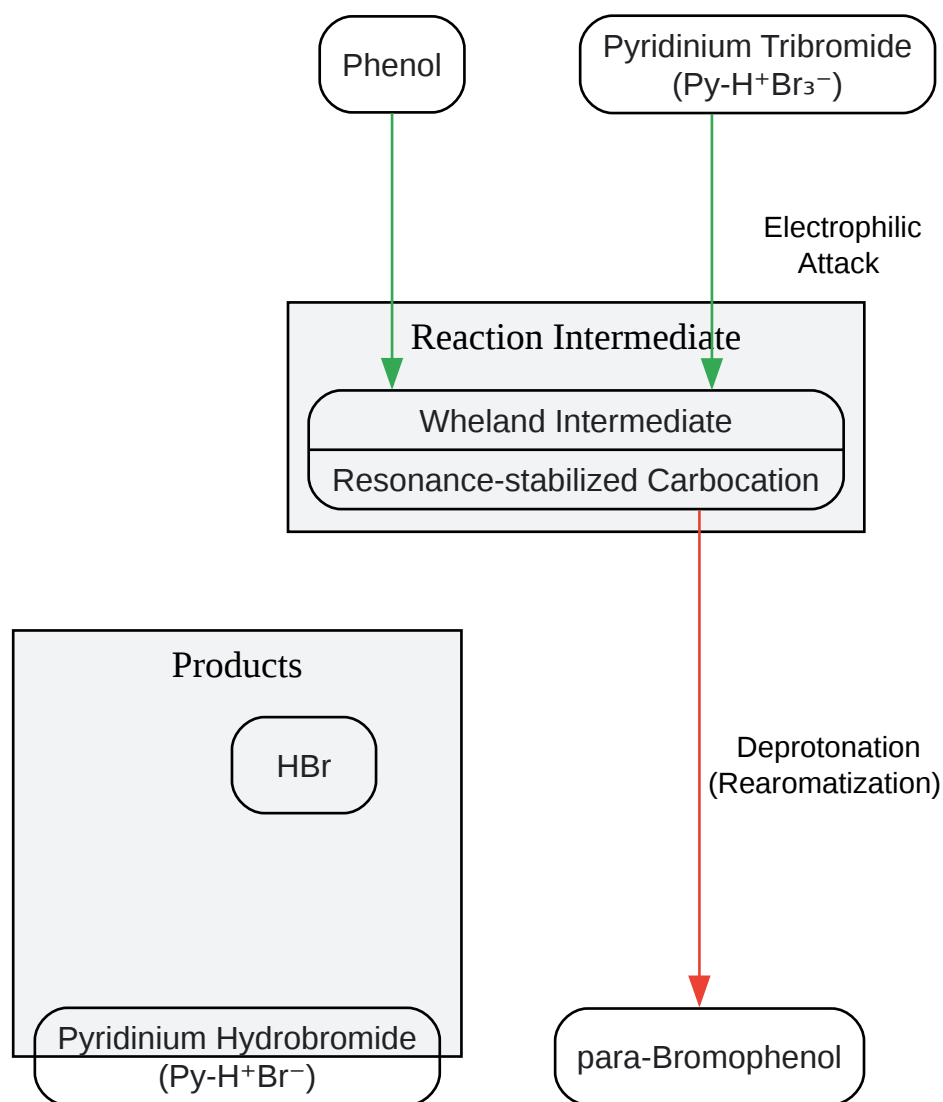 Phenol
Pyridinium Tribromide
(Py-H⁺Br₃⁻)
Electrophilic
Attack
Reaction Intermediate
Wheland Intermediate
Resonance-stabilized Carbocation
Products
HBr
Deprotonation
(Rearomatization)
Pyridinium Hydrobromide
(Py-H⁺Br⁻)
para-Bromophenol